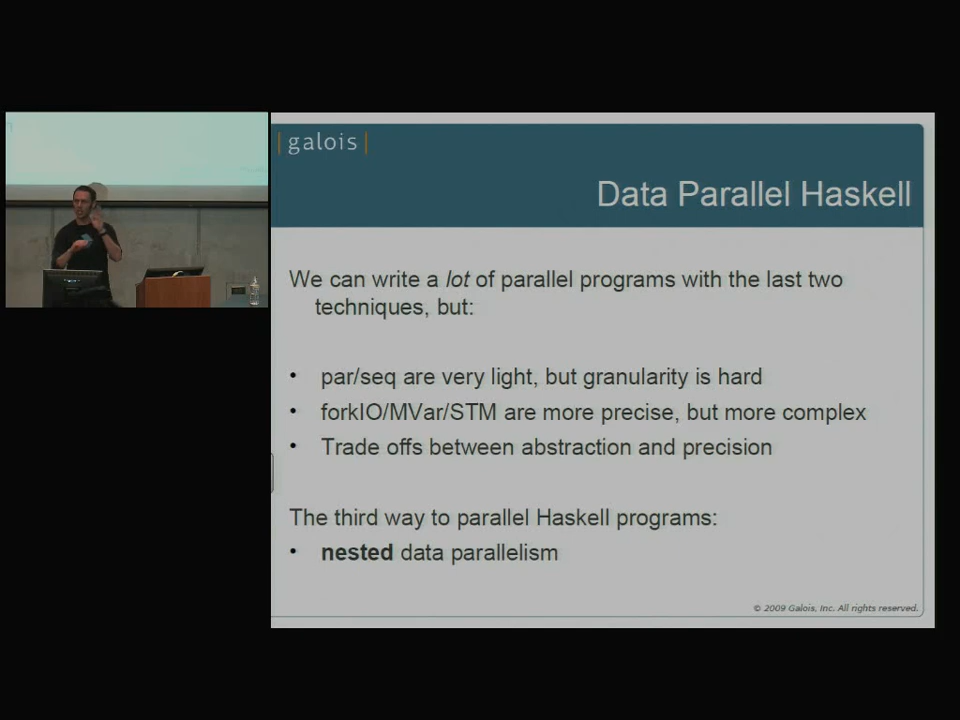 |galois|
Data Parallel Haskell
We can write a lot of parallel programs with the last two
techniques, but:
• par/seq are very light, but granularity is hard
• forkIO/MVar/STM are more precise, but more complex
• Trade offs between abstraction and precision
The third way to parallel Haskell programs:
• nested data parallelism
© 2009 Galois, Inc. All rights reserved.